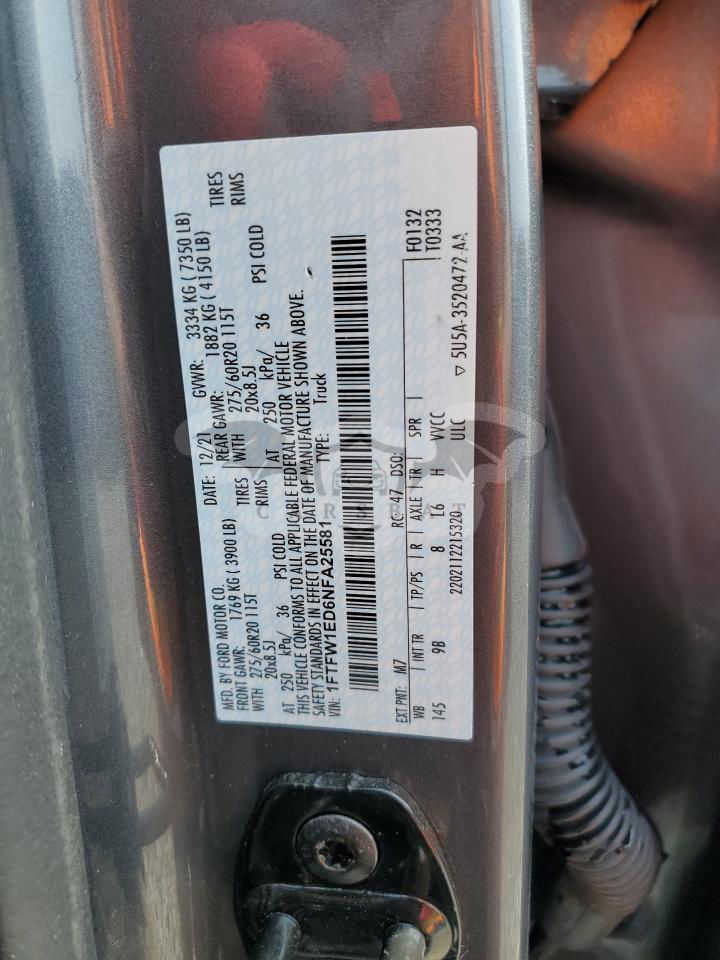 MFD. BY FORD MOTOR CO. DATE: 12/21 GVWR: 3334 KG ( 7350 LB)
FRONT GAWR: 1769 KG ( 3900 LB) REAR GAWR: 1882 KG ( 4150 LB)
WITH 275/60R20 115T TIRES WITH 275/60R20 115T TIRES
20x8.5J RIMS 20x8.5J RIMS
AT 250 kPa/ 36 PSI COLD AT 250 kPa/ 36 PSI COLD
THIS VEHICLE CONFORMS TO ALL APPLICABLE FEDERAL MOTOR VEHICLE
SAFETY STANDARDS IN EFFECT ON THE DATE OF MANUFACTURE SHOWN ABOVE.
VIN: 1FTFW1ED6NFA25581 TYPE: Truck
F0132
EXT PNT: M7 RC: 47 DSO: T0333
WB INT TR TP/PS R AXLE TR SPR
145 9B 8 L6 H VVCC
2202112215320 ULC ▽ 5U5A-3520472 AA